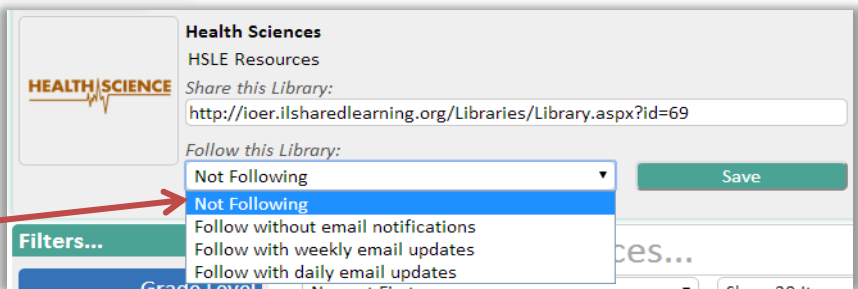 Health Sciences
HSLE Resources
HEALTH SCIENCE
Share this Library:
http://ioer.ilsharedlearning.org/Libraries/Library.aspx?id=69
Follow this Library:
Not Following
Save
Not Following
Follow without email notifications
Follow with weekly email updates
Follow with daily email updates
Filters...